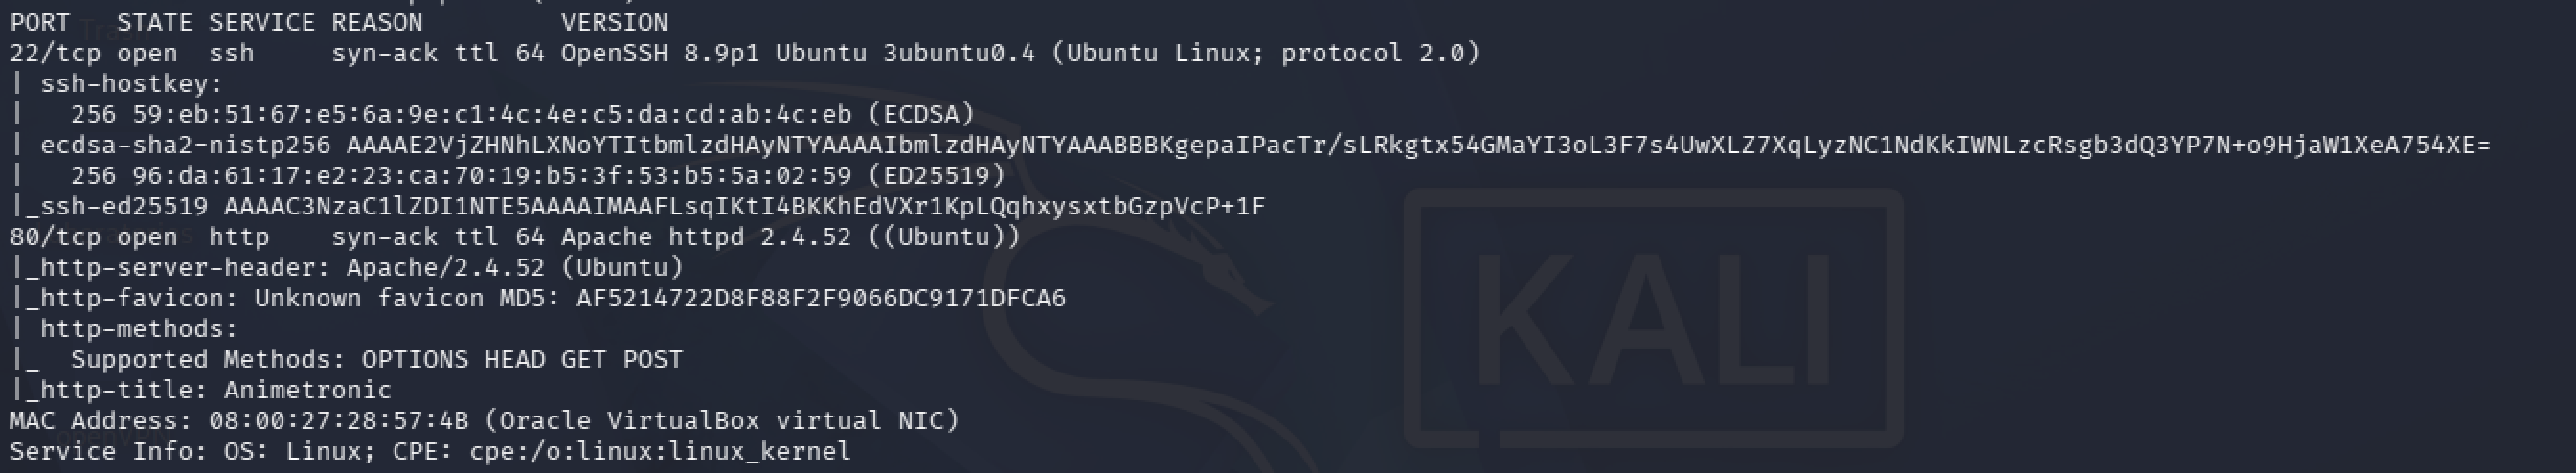 PORT   STATE SERVICE REASON         VERSION
22/tcp open  ssh     syn-ack ttl 64 OpenSSH 8.9p1 Ubuntu 3ubuntu0.4 (Ubuntu Linux; protocol 2.0)
| ssh-hostkey:
|   256 59:eb:51:67:e5:6a:9e:c1:4c:4e:c5:da:cd:ab:4c:eb (ECDSA)
| ecdsa-sha2-nistp256 AAAAE2VjZHNhLXNoYTItbmlzdHAyNTYAAAAIbmlzdHAyNTYAAABBBKgepaIPacTr/sLRkgtx54GMaYI3oL3F7s4UwXLZ7XqLyzNC1NdKkIWNLzcRsgb3dQ3YP7N+o9HjaW1XeA754XE=
|   256 96:da:61:17:e2:23:ca:70:19:b5:3f:53:b5:5a:02:59 (ED25519)
|_ssh-ed25519 AAAAC3NzaC1lZDI1NTE5AAAAIMAAFLsqIKtI4BKKhEdVXr1KpLQqhxysxtbGzpVcP+1F
80/tcp open  http    syn-ack ttl 64 Apache httpd 2.4.52 ((Ubuntu))
|_http-server-header: Apache/2.4.52 (Ubuntu)
|_http-favicon: Unknown favicon MD5: AF5214722D8F88F2F9066DC9171DFCA6
| http-methods:
|_  Supported Methods: OPTIONS HEAD GET POST
|_http-title: Animetronic
MAC Address: 08:00:27:28:57:4B (Oracle VirtualBox virtual NIC)
Service Info: OS: Linux; CPE: cpe:/o:linux:linux_kernel
KALI